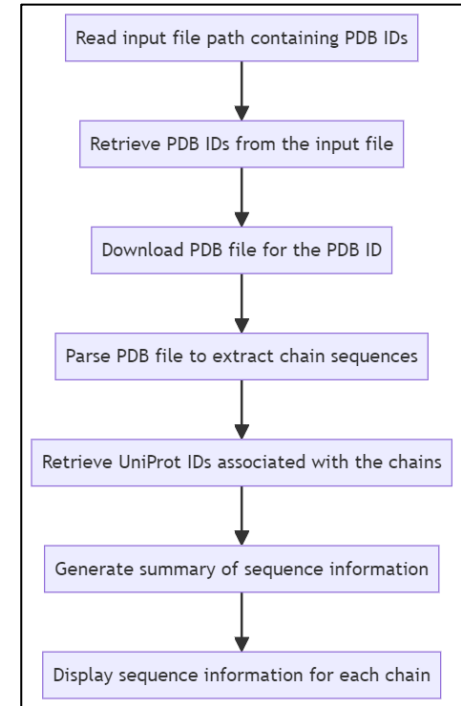 Read input file path containing PDB IDs
Retrieve PDB IDs from the input file
Download PDB file for the PDB ID
Parse PDB file to extract chain sequences
Retrieve UniProt IDs associated with the chains
Generate summary of sequence information
Display sequence information for each chain